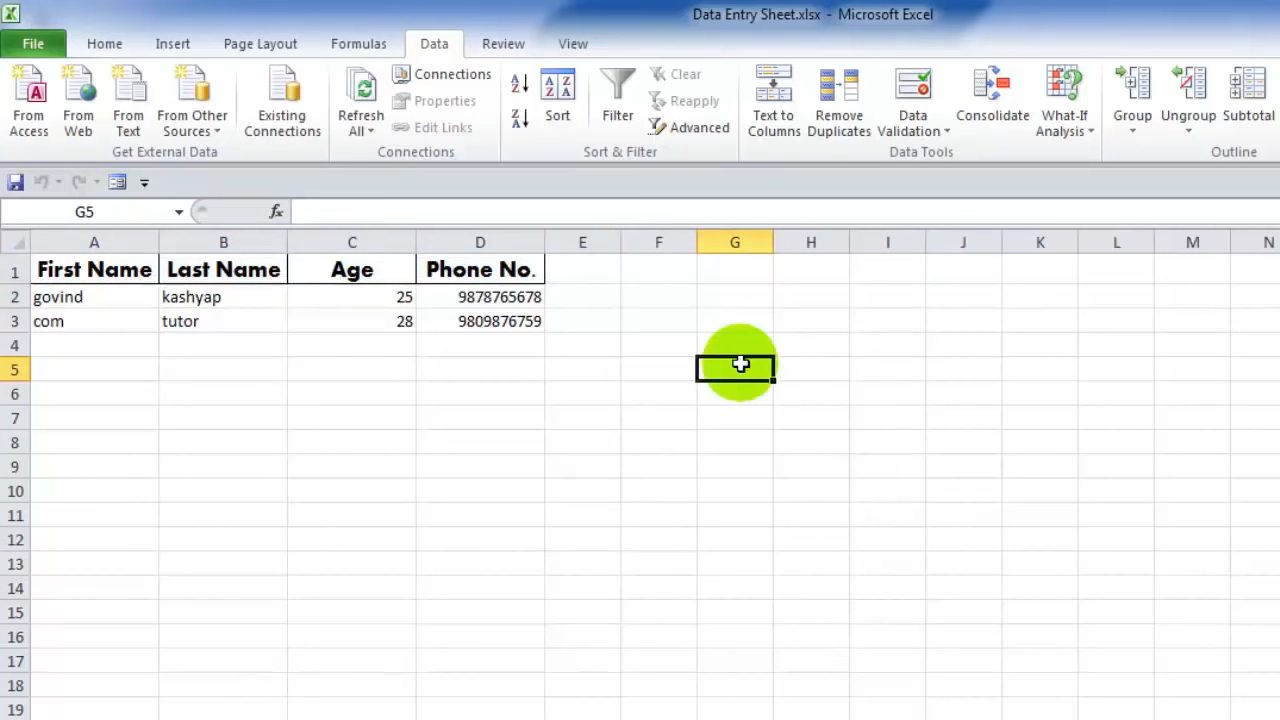 Data Entry Sheet.xlsx - Microsoft Excel
File Home Insert Page Layout Formulas Data Review View
From Access
From Web
From Text
From Other Sources
Get External Data
Existing Connections
Refresh All
Connections
Properties
Edit Links
Connections
Sort
Filter
Clear
Reapply
Advanced
Sort & Filter
Text to Columns
Remove Duplicates
Data Validation
Consolidate
What-If Analysis
Data Tools
Group
Ungroup
Subtotal
Outline
G5 fx
A B C D E F G H I J K L M N
1 First Name Last Name Age Phone No.
2 govind kashyap 25 9878765678
3 com tutor 28 9809876759
4
5
6
7
8
9
10
11
12
13
14
15
16
17
18
19